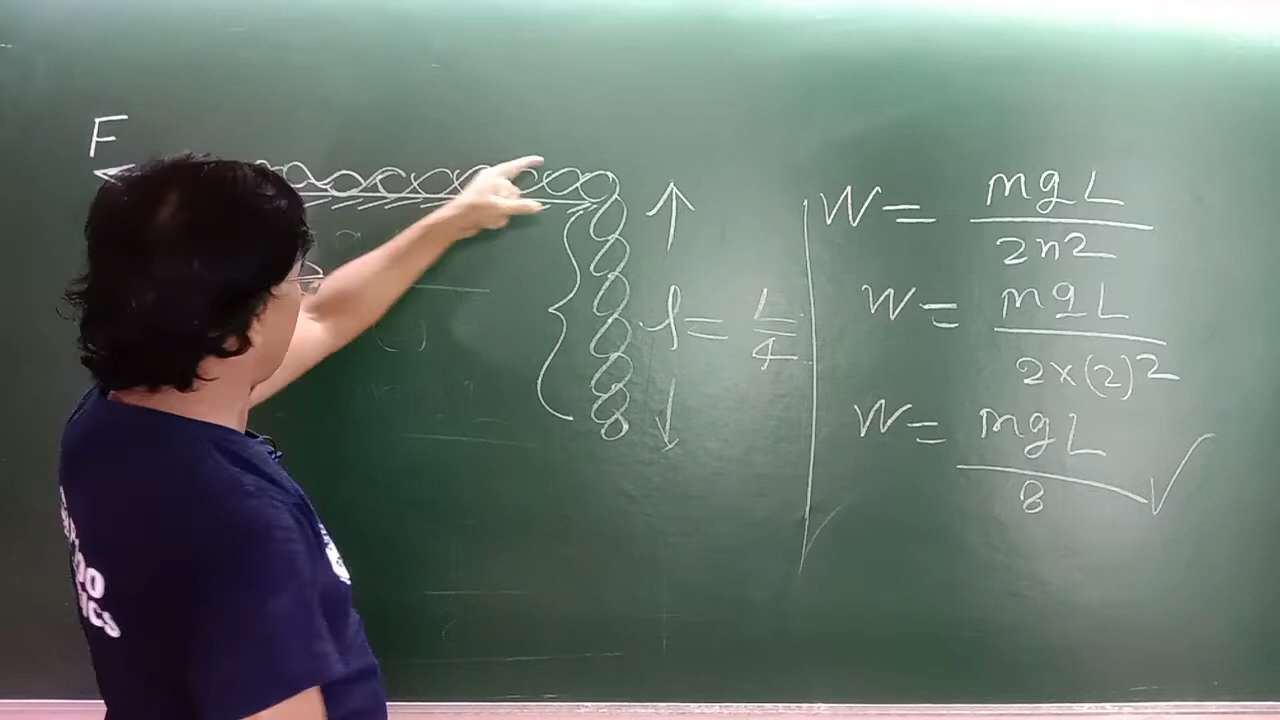 F
l = L/4
W = mgL/2n²
W = mgL/2×(2)²
W = mgL/8 ✓